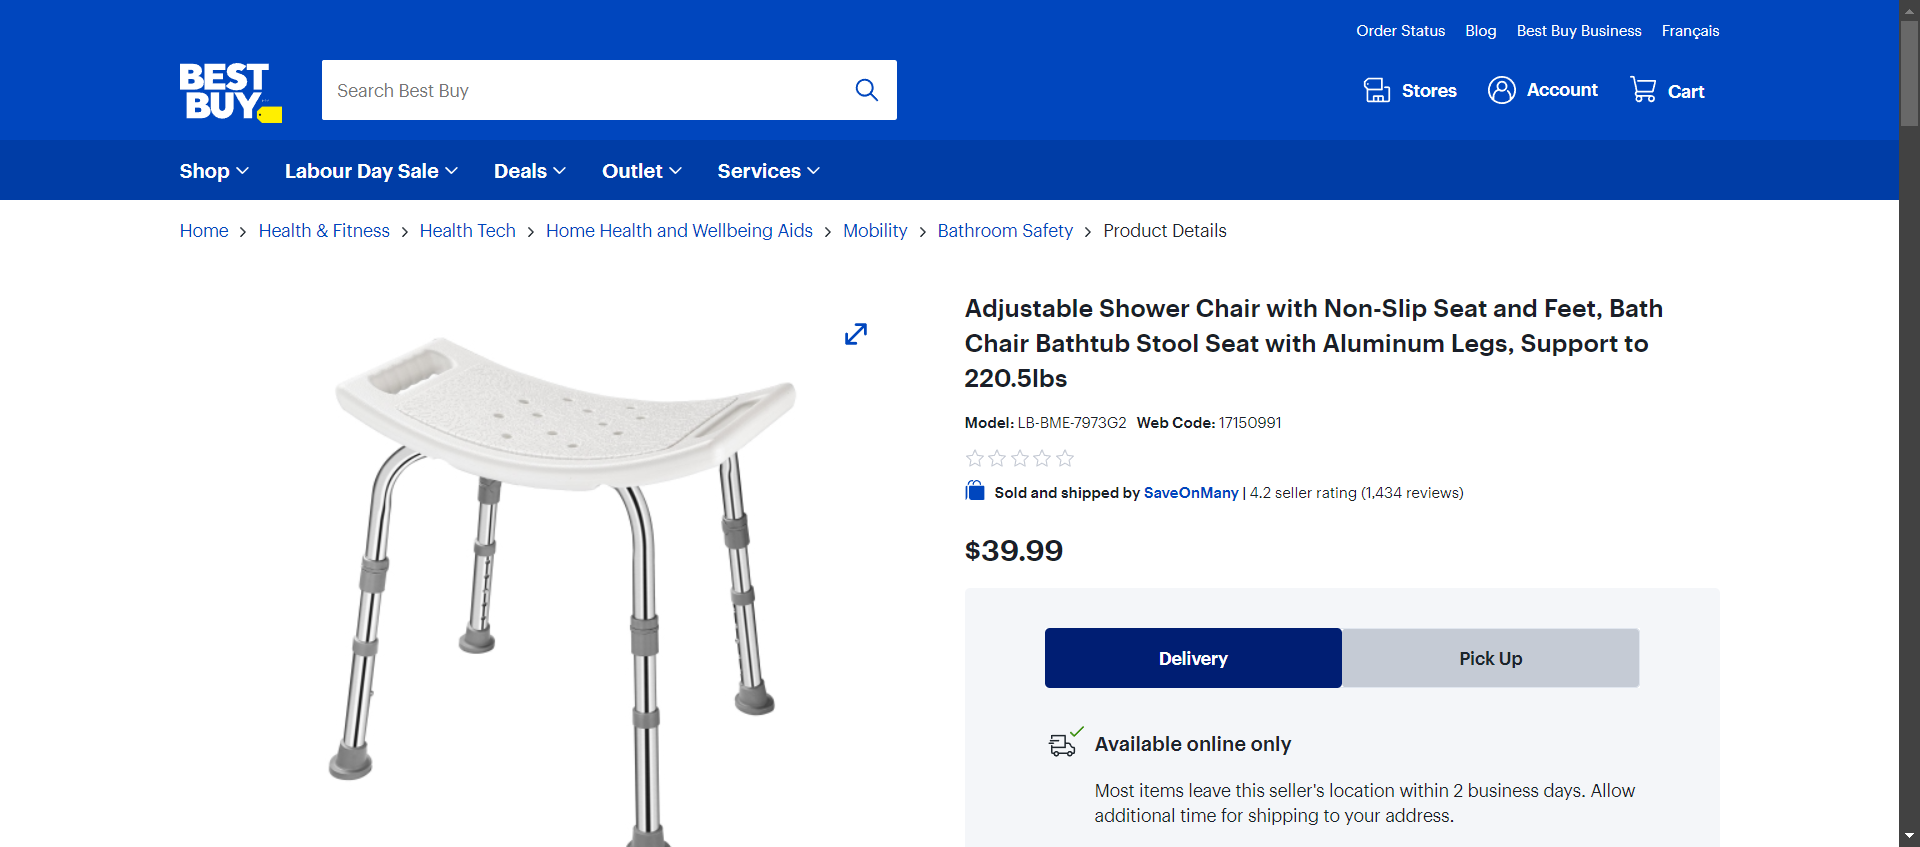 Order Status Blog Best Buy Business Français
BEST
BUY
Search Best Buy
Stores Account Cart
Shop Labour Day Sale Deals Outlet Services
Home > Health & Fitness > Health Tech > Home Health and Wellbeing Aids > Mobility > Bathroom Safety > Product Details
Adjustable Shower Chair with Non-Slip Seat and Feet, Bath
Chair Bathtub Stool Seat with Aluminum Legs, Support to
220.5lbs
Model: LB-BME-7973G2 Web Code: 17150991
Sold and shipped by SaveOnMany | 4.2 seller rating (1,434 reviews)
$39.99
Delivery Pick Up
Available online only
Most items leave this seller's location within 2 business days. Allow
additional time for shipping to your address.